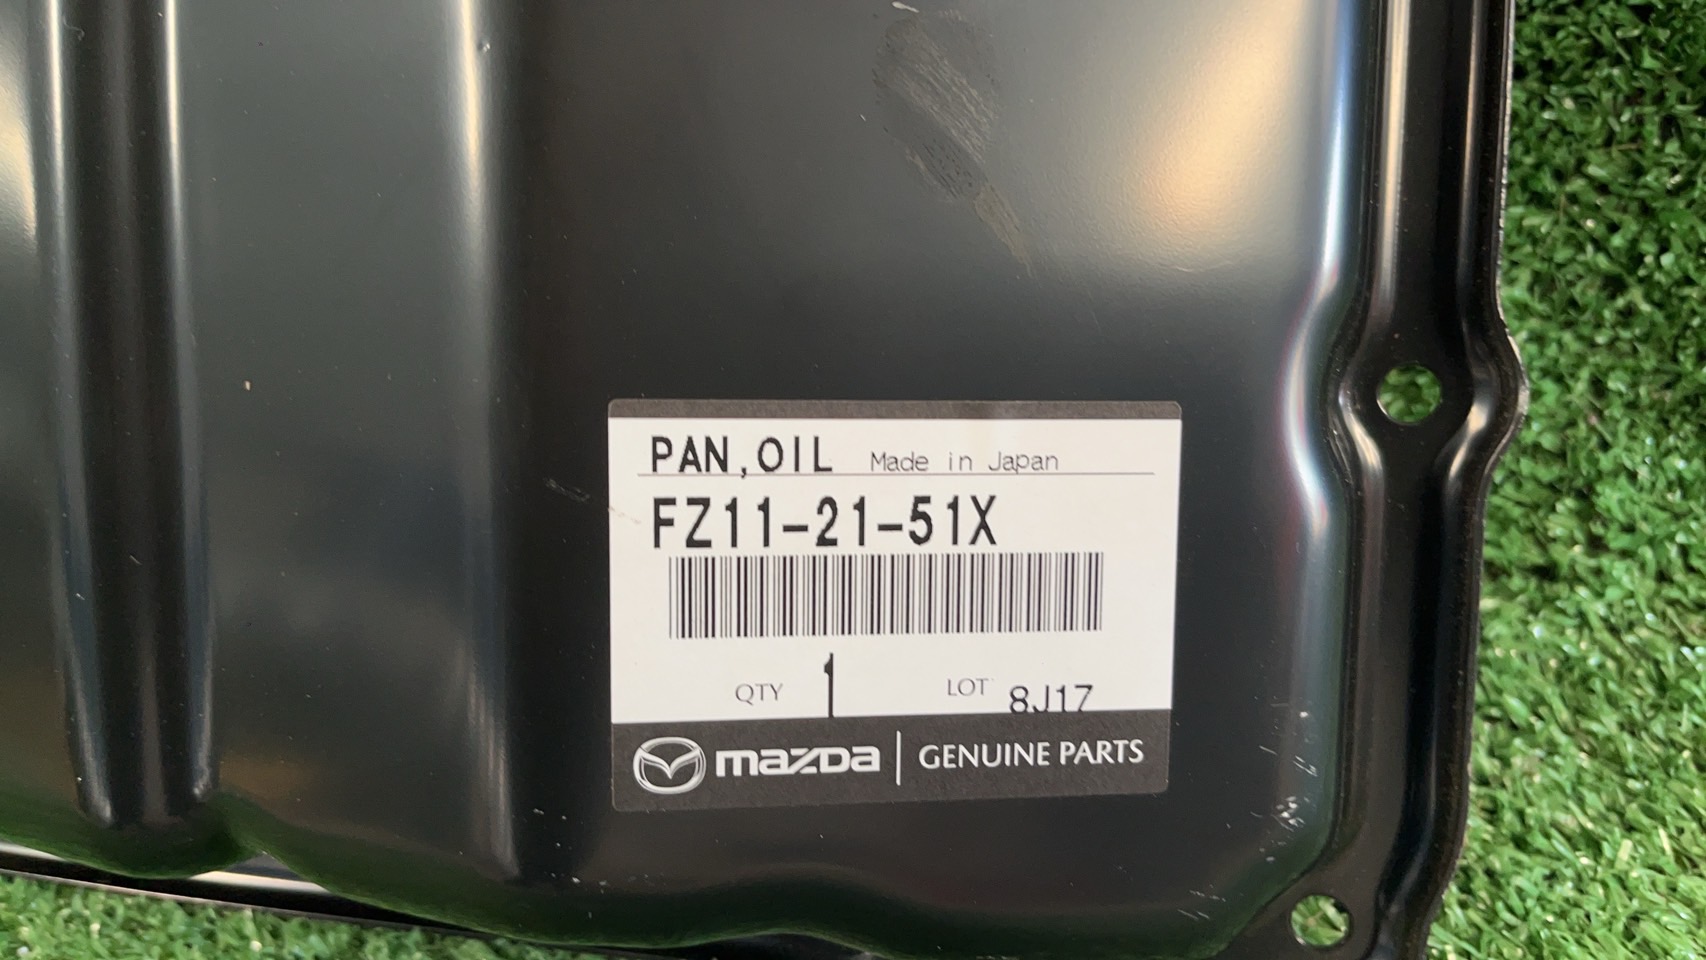 PAN,OIL Made in Japan
FZ11-21-51X
QTY 1 LOT 8J17
mazda | GENUINE PARTS